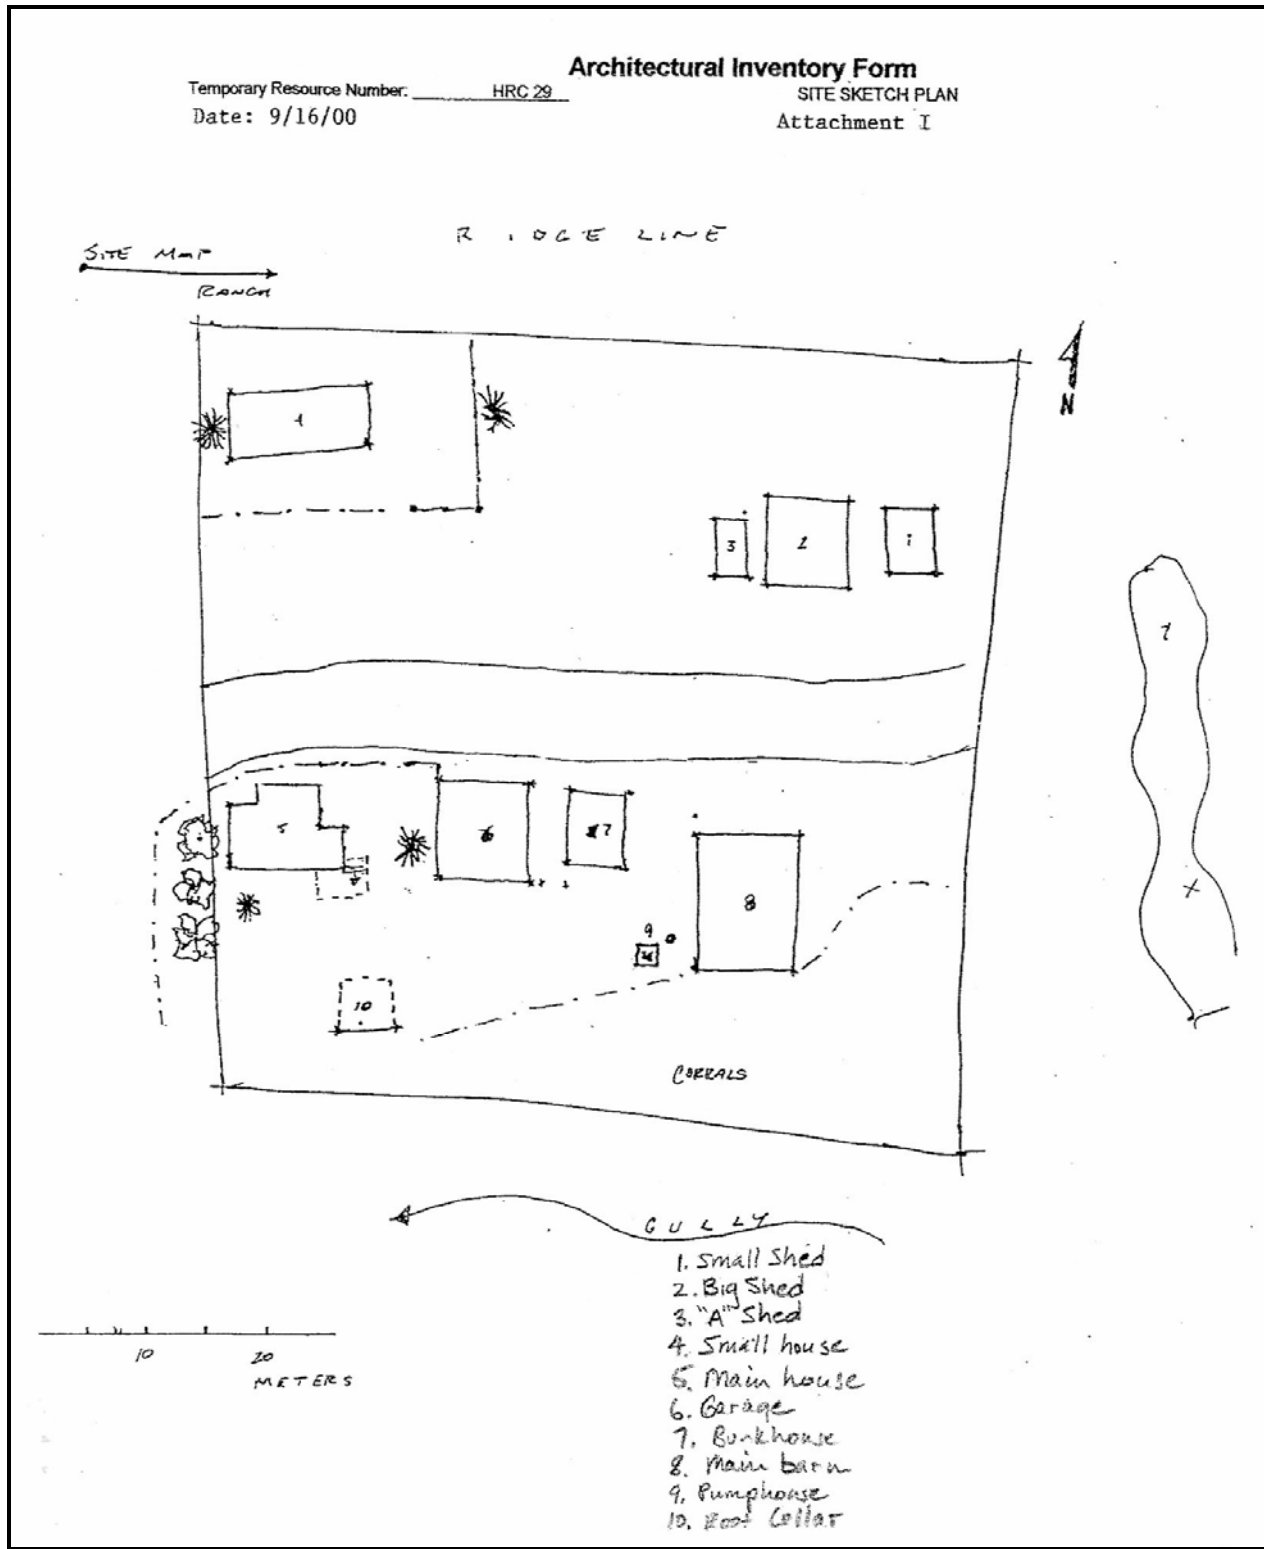 Architectural Inventory Form
Temporary Resource Number: HRC 29
SITE SKETCH PLAN
Date: 9/16/00
Attachment I
RIDGE LINE
SITE MAP
RANCH
N
3
2
1
5
6
7
8
9
10
CORRALS
GULLY
1. Small Shed
2. Big Shed
3. "A" Shed
4. Small house
5. Main house
6. Garage
7. Bunkhouse
8. Main barn
9. Pumphouse
10. Root Cellar
10 20
METERS